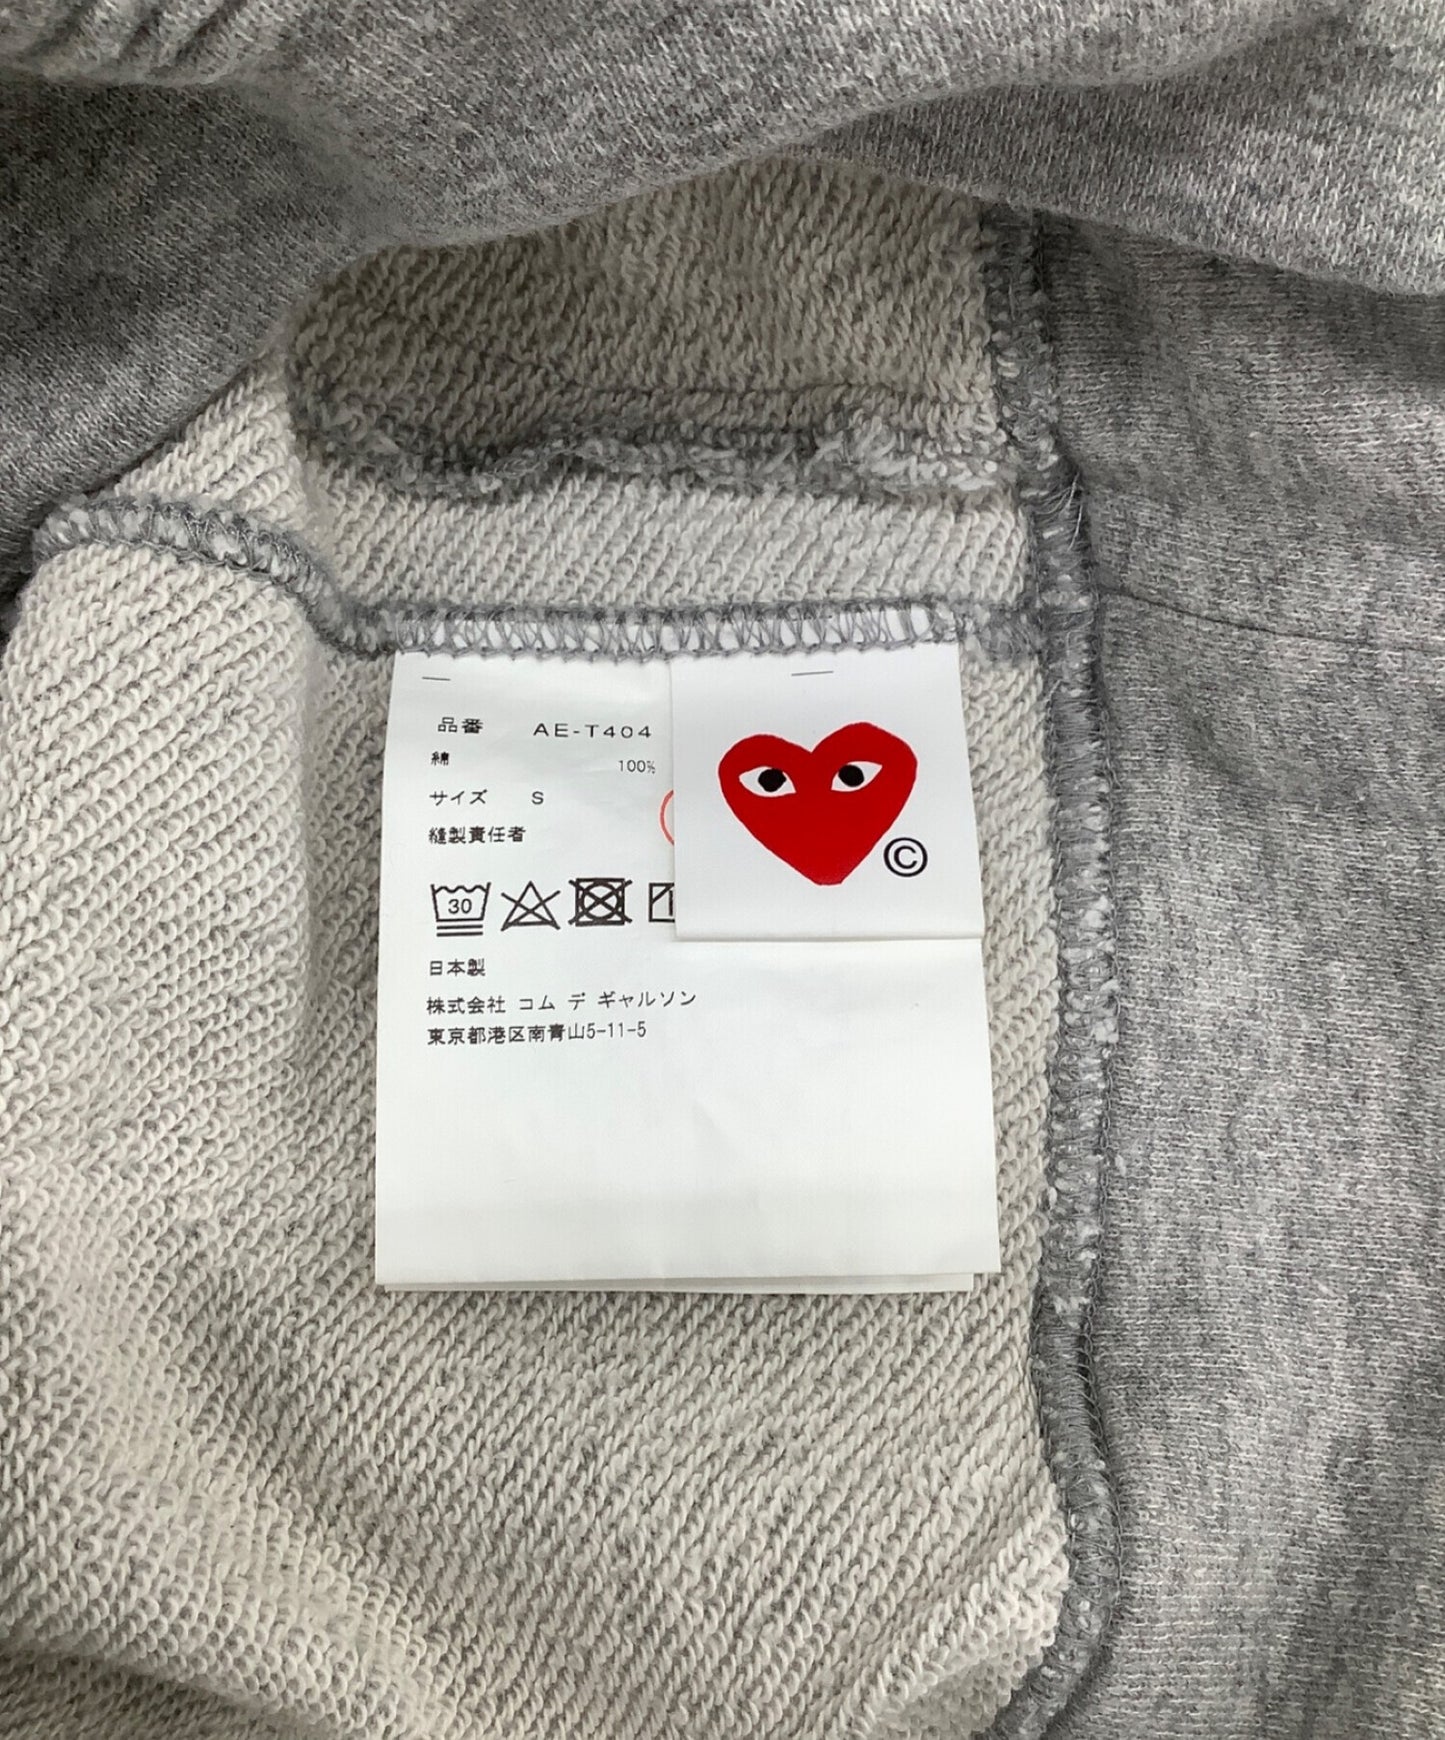 品番 AE-T404
綿 100%
サイズ S
縫製責任者
©
30
日本製
株式会社 コム デ ギャルソン
東京都港区南青山5-11-5